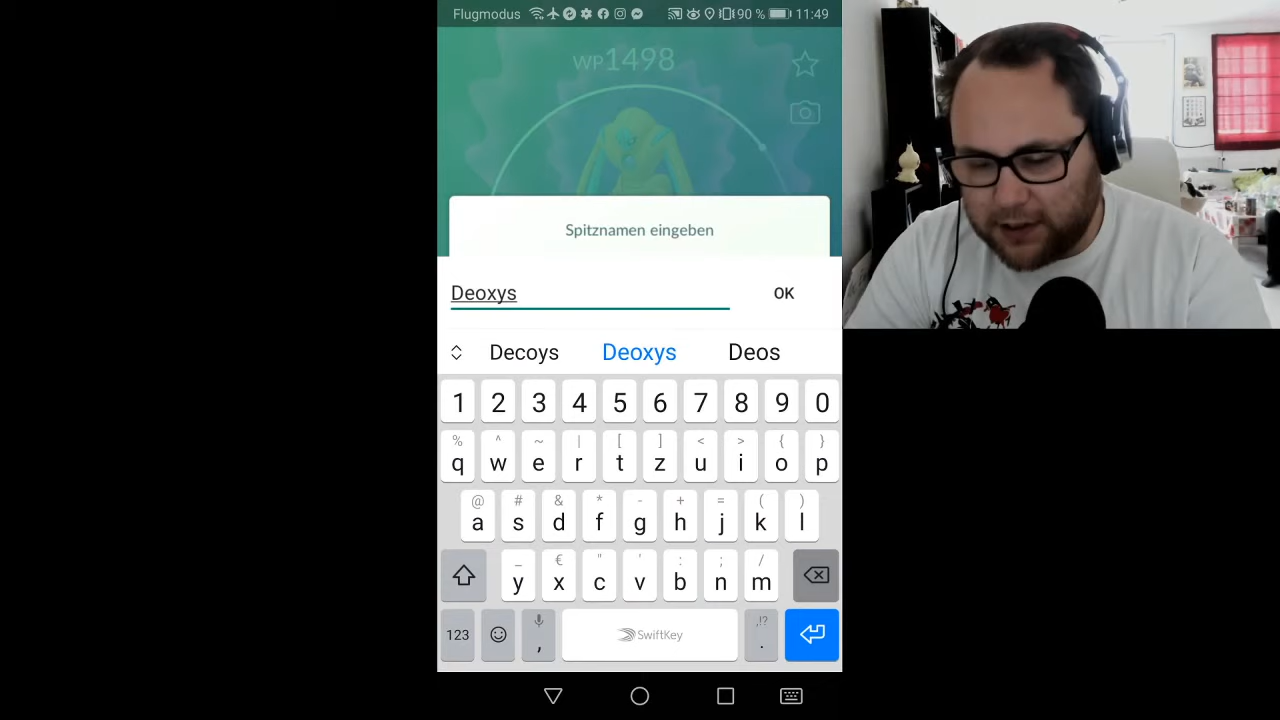 Flugmodus 90 % 11:49
WP1498
Spitznamen eingeben
Deoxys OK
Decoys Deoxys Deos
1 2 3 4 5 6 7 8 9 0
% ^ ~ | [ ] < > { }
q w e r t z u i o p
@ # & * - + = ( )
a s d f g h j k l
_ € " ' : ; /
y x c v b n m
123 , SwiftKey ,!? .